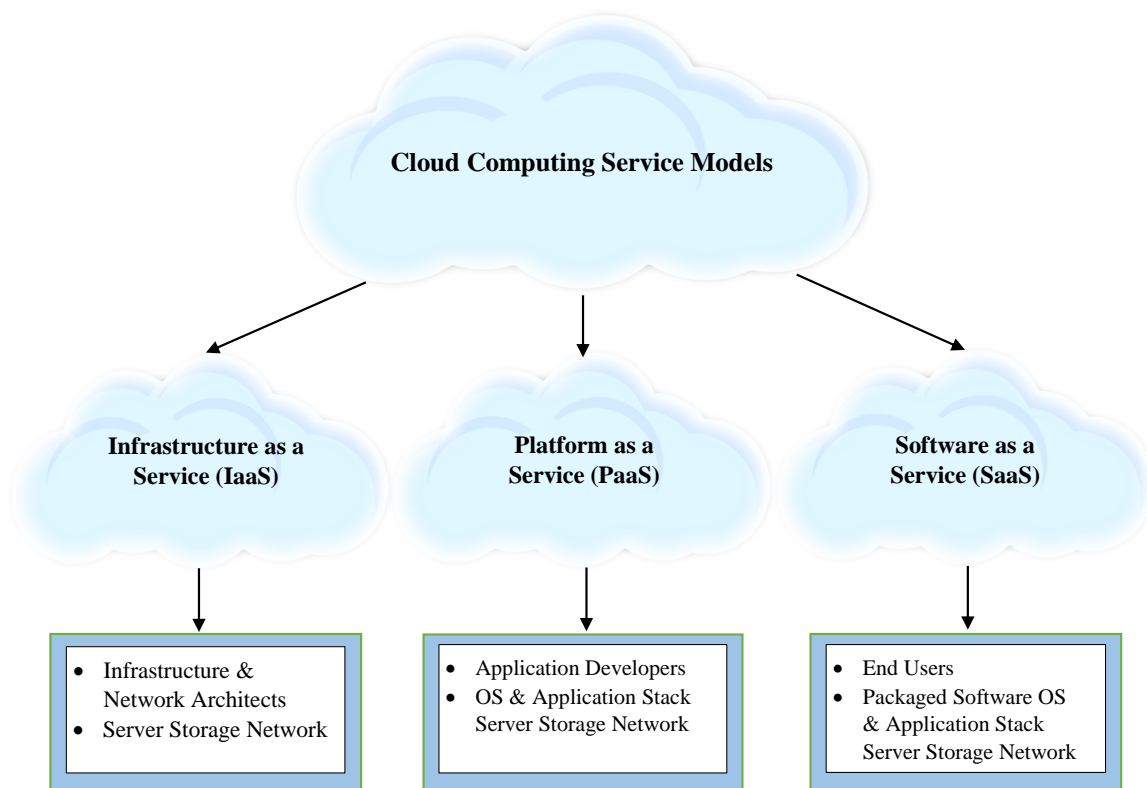 Cloud Computing Service Models
Infrastructure as a
Service (IaaS)
Platform as a
Service (PaaS)
Software as a
Service (SaaS)
• Infrastructure &
Network Architects
• Server Storage Network
• Application Developers
• OS & Application Stack
Server Storage Network
• End Users
• Packaged Software OS
& Application Stack
Server Storage Network